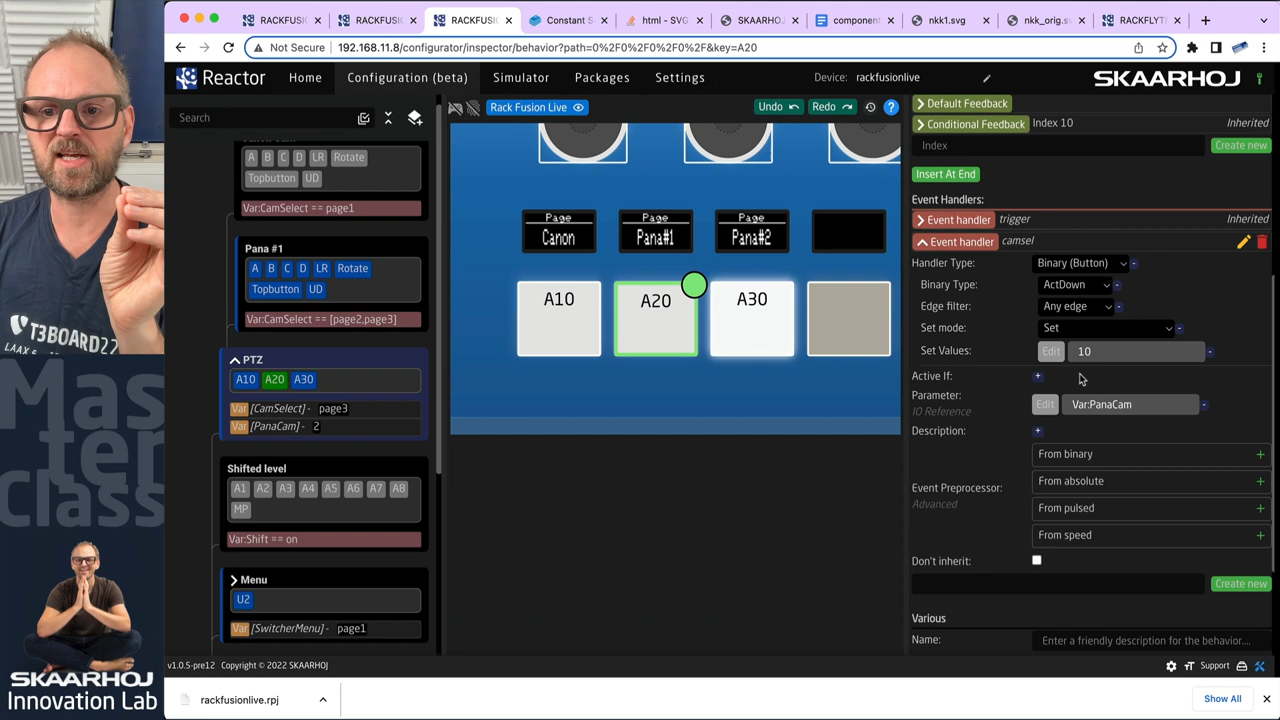 RACKFUSIO
RACKFUSIO
RACKFUSIO
Constant S
html - SVG
SKAARHOJ
component
nkk1.svg
nkk_orig.sv
RACKFLYT
Not Secure
192.168.11.8/configurator/inspector/behavior?path=0%2F0%2F0%2F0%2F&key=A20
Reactor
Home
Configuration (beta)
Simulator
Packages
Settings
Device:
rackfusionlive
SKAARHOJ
Search
Rack Fusion Live
Undo
Redo
?
A B C D LR Rotate
Topbutton UD
Var:CamSelect == page1
Pana #1
A B C D LR Rotate
Topbutton UD
Var:CamSelect == [page2,page3]
PTZ
A10 A20 A30
Var [CamSelect]- page3
Var [PanaCam]- 2
Shifted level
A1 A2 A3 A4 A5 A6 A7 A8
MP
Var:Shift == on
Menu
U2
Var [SwitcherMenu]- page1
v1.0.5-pre12 Copyright © 2022 SKAARHOJ
Page
Canon
Page
Pana#1
Page
Pana#2
A10
A20
A30
Default Feedback
Conditional Feedback
Index 10
Inherited
Index
Create new
Insert At End
Event Handlers:
Event handler
trigger
Inherited
Event handler
camsel
Handler Type:
Binary (Button)
Binary Type:
ActDown
Edge filter:
Any edge
Set mode:
Set
Set Values:
Edit
10
Active If:
Parameter:
IO Reference
Edit
Var:PanaCam
Description:
From binary
From absolute
Event Preprocessor:
Advanced
From pulsed
From speed
Don't inherit:
Create new
Various
Name:
Enter a friendly description for the behavior....
Support
T3BOARD22
Master
Class
SKAARHOJ
Innovation Lab
rackfusionlive.rpj
Show All